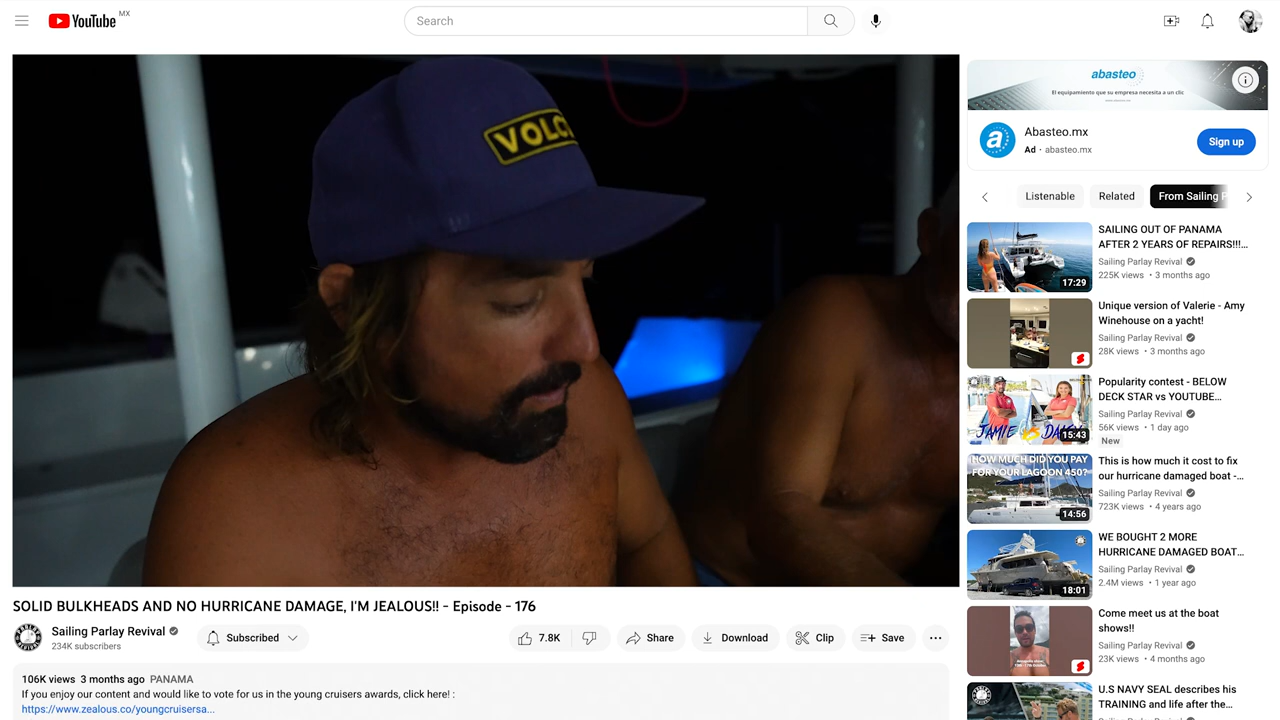 YouTube MX
Search
VOLC
abasteo
El equipamiento que su empresa necesita a un clic
Abasteo.mx
Ad · abasteo.mx
Sign up
Listenable
Related
From Sailing P
SAILING OUT OF PANAMA
AFTER 2 YEARS OF REPAIRS!!!...
Sailing Parlay Revival
225K views • 3 months ago
17:29
Unique version of Valerie - Amy
Winehouse on a yacht!
Sailing Parlay Revival
28K views • 3 months ago
JAMIE VS DA
15:43
Popularity contest - BELOW
DECK STAR vs YOUTUBE...
Sailing Parlay Revival
56K views • 1 day ago
New
HOW MUCH DID YOU PAY
FOR YOUR LAGOON 450?
14:56
This is how much it cost to fix
our hurricane damaged boat -...
Sailing Parlay Revival
723K views • 4 years ago
WE BOUGHT 2 MORE
HURRICANE DAMAGED BOAT...
Sailing Parlay Revival
2.4M views • 1 year ago
18:01
Come meet us at the boat
shows!!
Sailing Parlay Revival
23K views • 4 months ago
U.S NAVY SEAL describes his
TRAINING and life after the...
SOLID BULKHEADS AND NO HURRICANE DAMAGE, I'M JEALOUS!! - Episode - 176
Sailing Parlay Revival
234K subscribers
Subscribed
7.8K
Share
Download
Clip
Save
106K views 3 months ago PANAMA
If you enjoy our content and would like to vote for us in the young cruisers awards, click here! :
https://www.zealous.co/youngcruisersa...